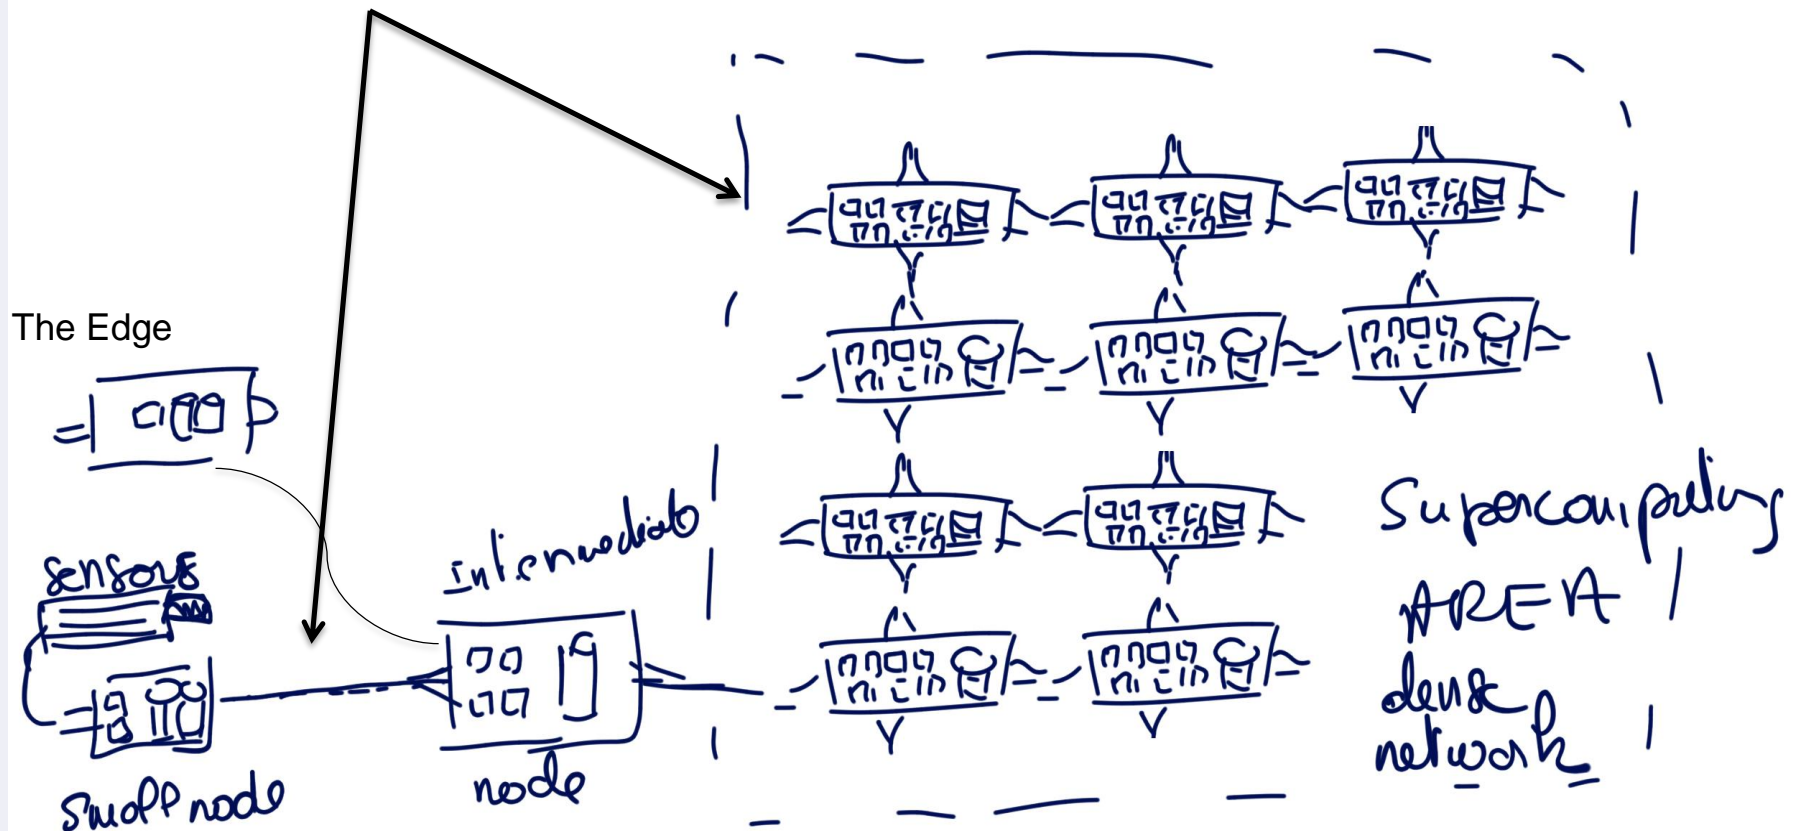 The Edge
sensors
small node
intermediate
node
Supercomputing
AREA
dense
network